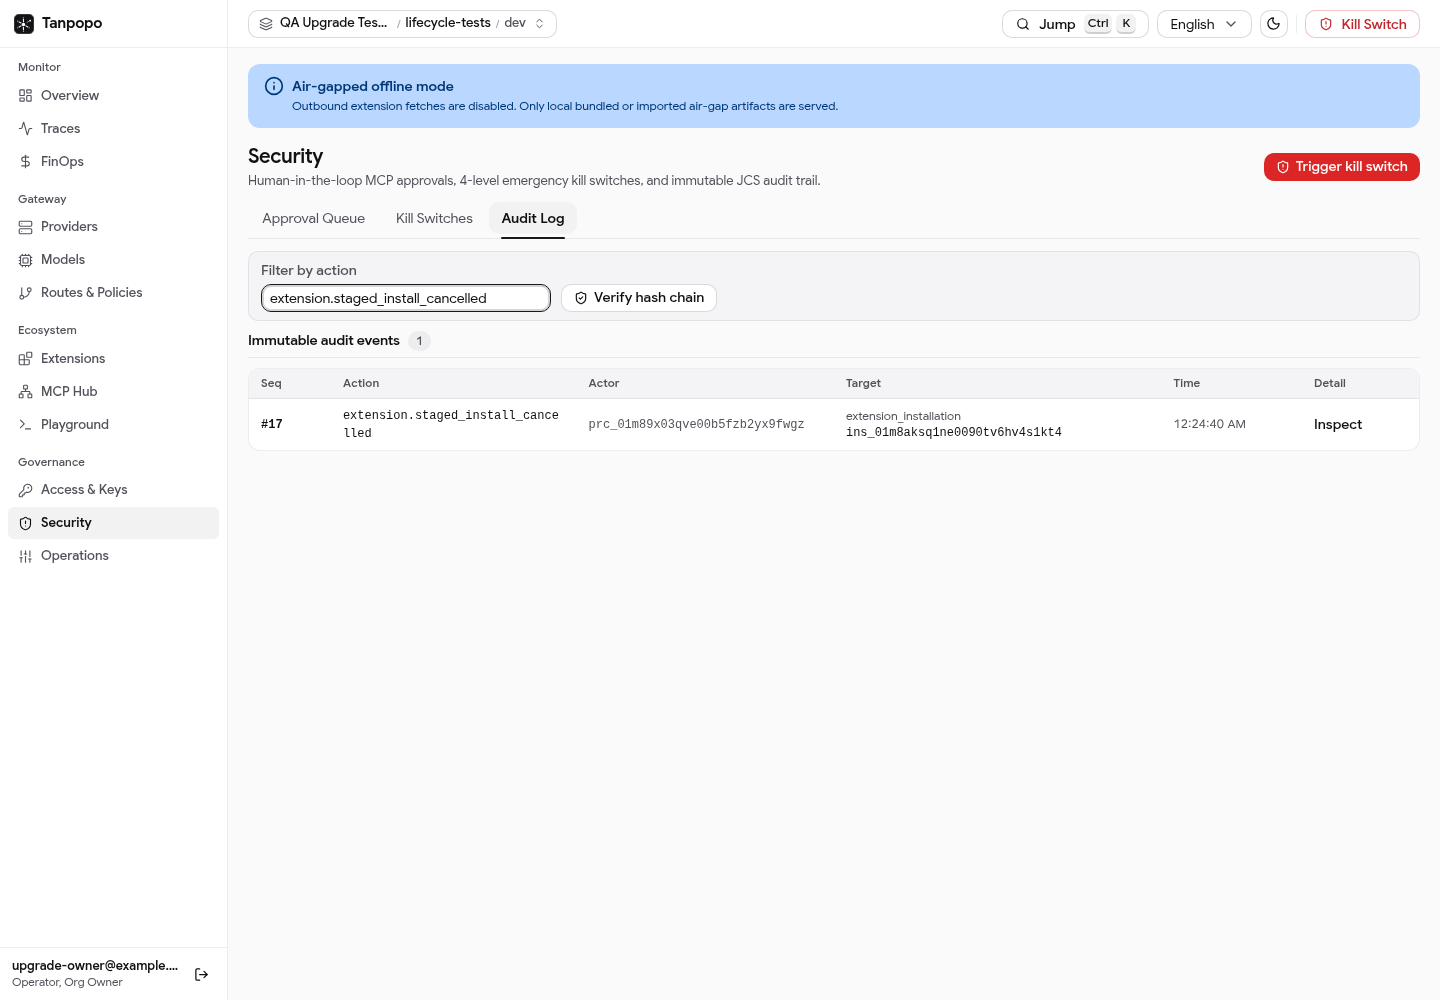 Tanpopo
QA Upgrade Tes... / lifecycle-tests / dev
Jump Ctrl K
English
Kill Switch
Monitor
Overview
Traces
FinOps
Gateway
Providers
Models
Routes & Policies
Ecosystem
Extensions
MCP Hub
Playground
Governance
Access & Keys
Security
Operations
upgrade-owner@example....
Operator, Org Owner
Air-gapped offline mode
Outbound extension fetches are disabled. Only local bundled or imported air-gap artifacts are served.
Security
Human-in-the-loop MCP approvals, 4-level emergency kill switches, and immutable JCS audit trail.
Trigger kill switch
Approval Queue Kill Switches Audit Log
Filter by action
extension.staged_install_cancelled
Verify hash chain
Immutable audit events 1
Seq Action Actor Target Time Detail
#17
extension.staged_install_cance
lled
prc_01m89x03qve00b5fzb2yx9fwgz
extension_installation
ins_01m8aksq1ne0090tv6hv4s1kt4
12:24:40 AM
Inspect